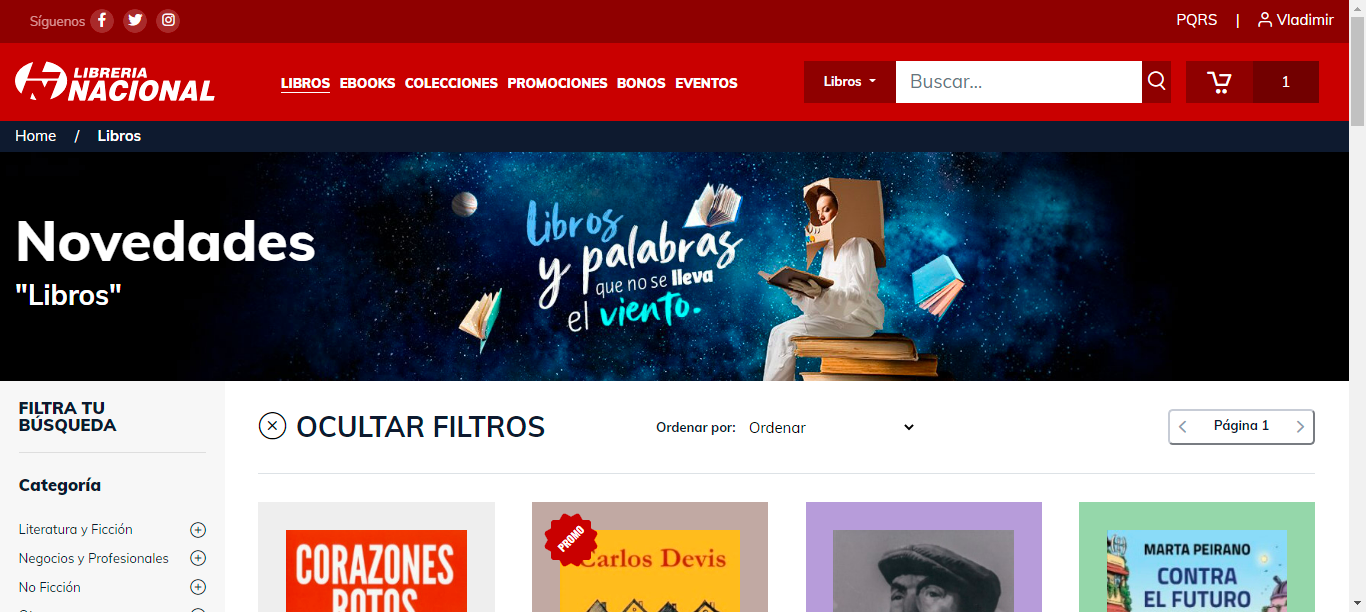 Síguenos
PQRS | Vladimir
LIBRERIA
NACIONAL
LIBROS EBOOKS COLECCIONES PROMOCIONES BONOS EVENTOS
Libros
Buscar...
1
Home / Libros
Novedades
"Libros"
Libros
y palabras
que no se lleva
el viento.
FILTRA TU
BÚSQUEDA
OCULTAR FILTROS
Ordenar por: Ordenar
Página 1
Categoría
Literatura y Ficción
Negocios y Profesionales
No Ficción
CORAZONES
ROTOS
PROMO
Carlos Devis
MARTA PEIRANO
CONTRA
EL FUTURO